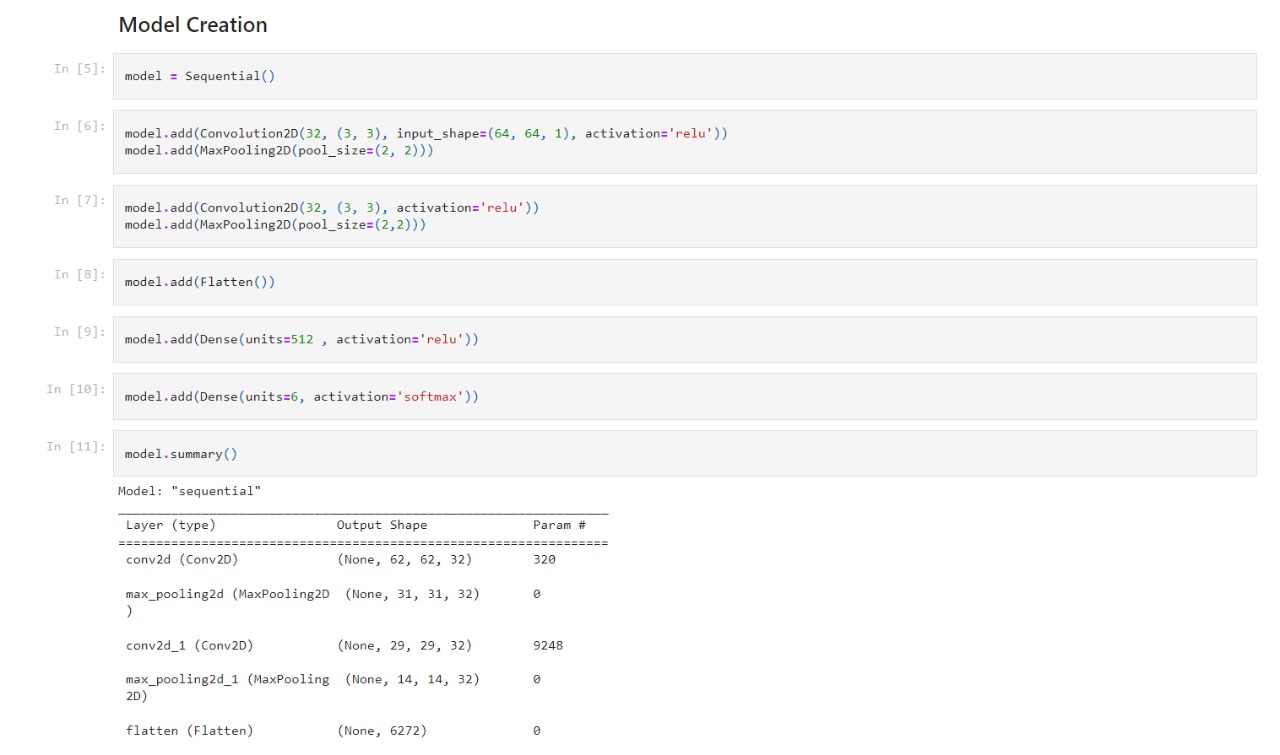 Model Creation
In [5]:
model = Sequential()
In [6]:
model.add(Convolution2D(32, (3, 3), input_shape=(64, 64, 1), activation='relu'))
model.add(MaxPooling2D(pool_size=(2, 2)))
In [7]:
model.add(Convolution2D(32, (3, 3), activation='relu'))
model.add(MaxPooling2D(pool_size=(2,2)))
In [8]:
model.add(Flatten())
In [9]:
model.add(Dense(units=512 , activation='relu'))
In [10]:
model.add(Dense(units=6, activation='softmax'))
In [11]:
model.summary()
Model: "sequential"
_________________________________________________________________
Layer (type) Output Shape Param #
=================================================================
conv2d (Conv2D) (None, 62, 62, 32) 320
max_pooling2d (MaxPooling2D (None, 31, 31, 32) 0
)
conv2d_1 (Conv2D) (None, 29, 29, 32) 9248
max_pooling2d_1 (MaxPooling (None, 14, 14, 32) 0
2D)
flatten (Flatten) (None, 6272) 0